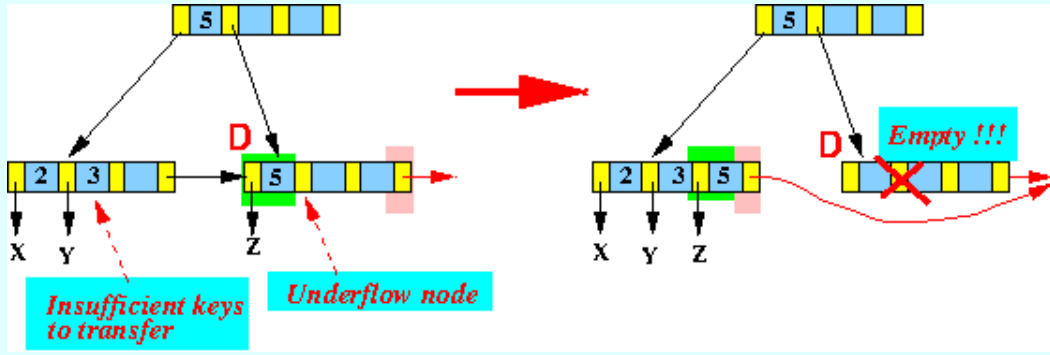 5
5
D
D
Empty !!!
2 3
5
2 3 5
X Y
Z
X Y Z
Insufficient keys
to transfer
Underflow node